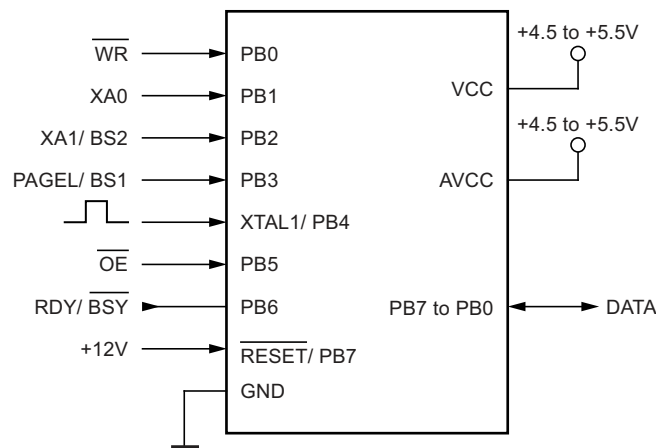 +4.5 to +5.5V
WR PB0
VCC
XA0 PB1
XA1/ BS2 PB2
+4.5 to +5.5V
PAGEL/ BS1 PB3
AVCC
XTAL1/ PB4
OE PB5
RDY/ BSY PB6
PB7 to PB0 DATA
+12V RESET/ PB7
GND